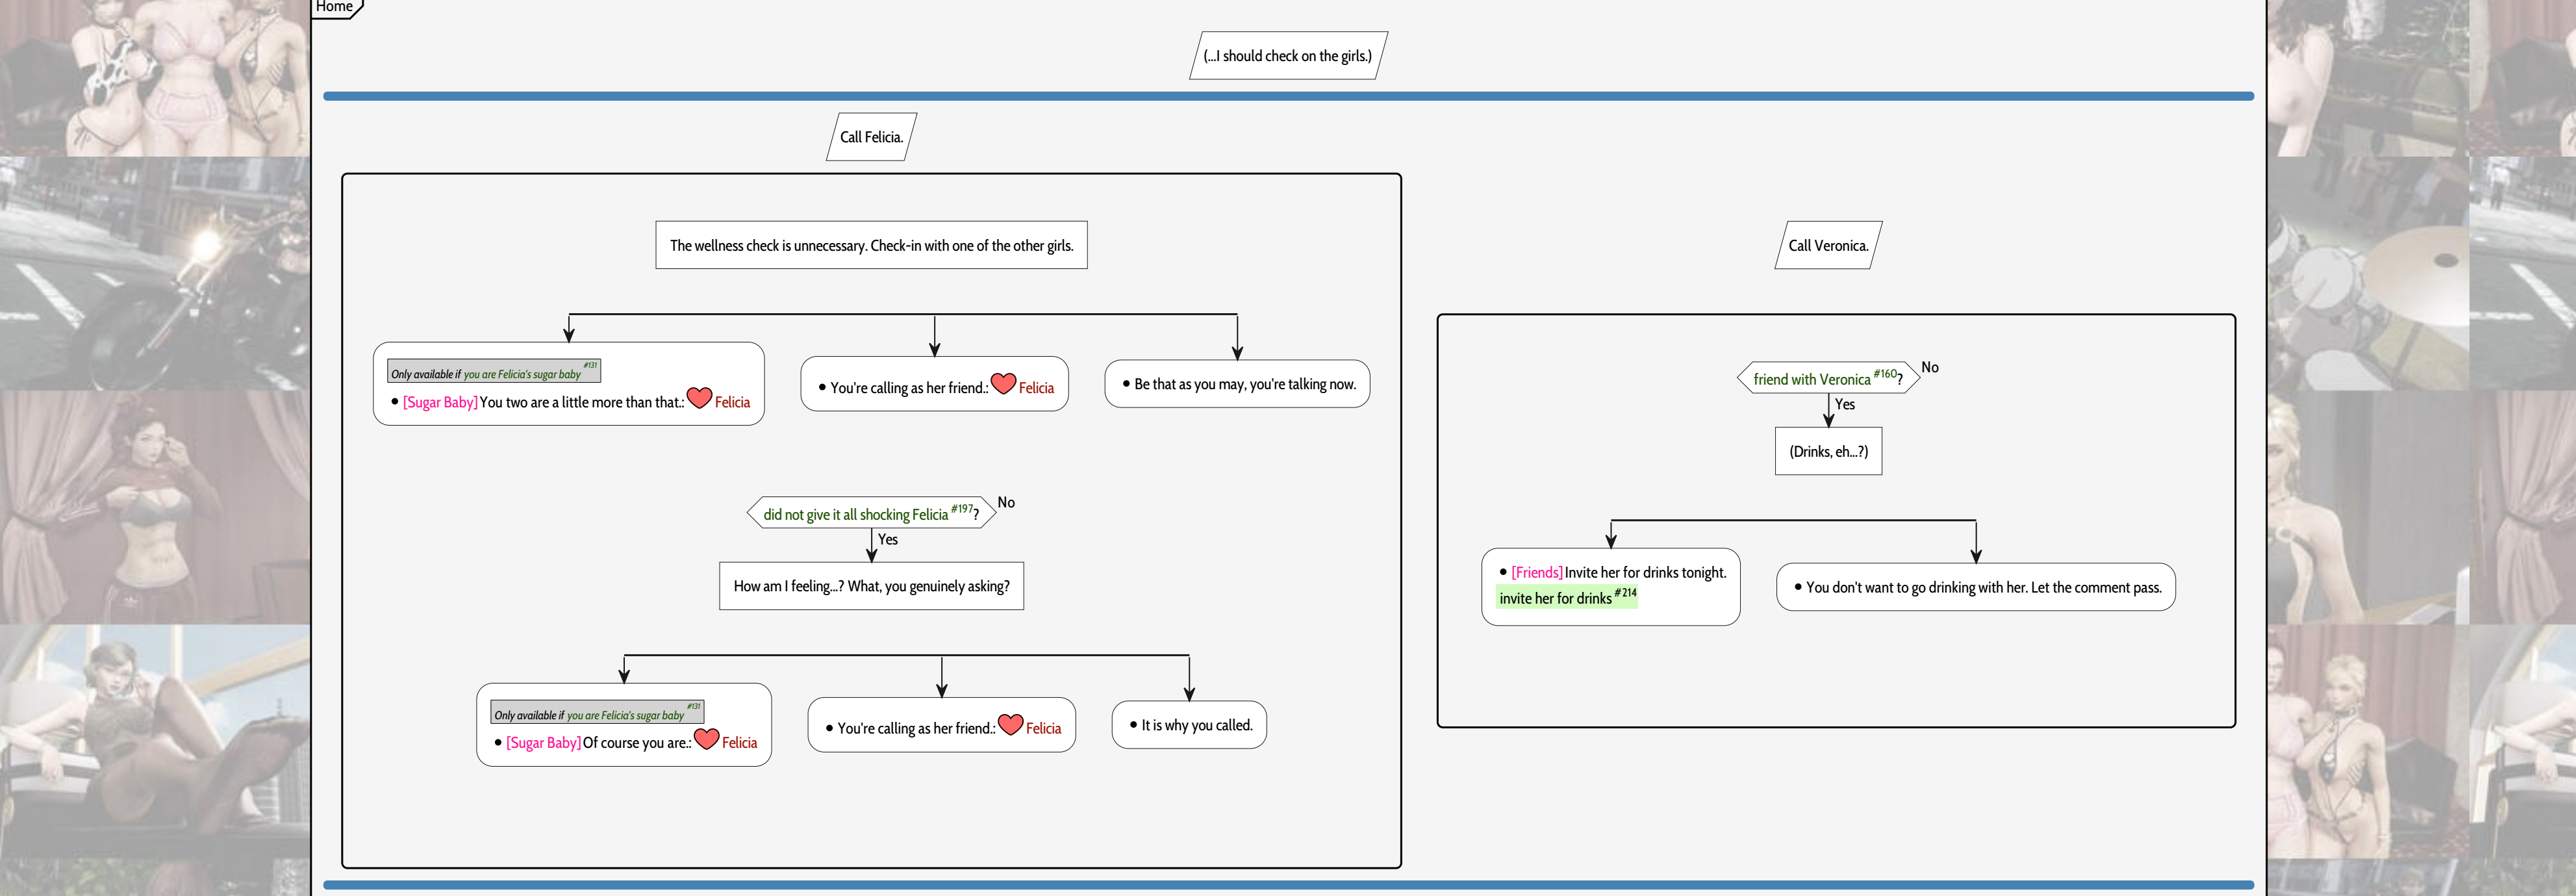 Home
(...I should check on the girls.)
Call Felicia.
The wellness check is unnecessary. Check-in with one of the other girls.
Only available if you are Felicia's sugar baby #131
• [Sugar Baby] You two are a little more than that.: Felicia
• You're calling as her friend.: Felicia
• Be that as you may, you're talking now.
did not give it all shocking Felicia #197?
No
Yes
How am I feeling...? What, you genuinely asking?
Only available if you are Felicia's sugar baby #131
• [Sugar Baby] Of course you are.: Felicia
• You're calling as her friend.: Felicia
• It is why you called.
Call Veronica.
friend with Veronica #160?
No
Yes
(Drinks, eh...?)
• [Friends] Invite her for drinks tonight.
invite her for drinks #214
• You don't want to go drinking with her. Let the comment pass.